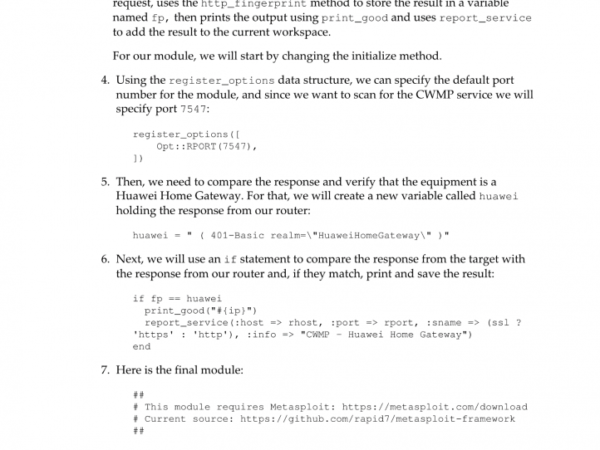 request, uses the http_fingerprint method to store the result in a variable
named fp, then prints the output using print_good and uses report_service
to add the result to the current workspace.
For our module, we will start by changing the initialize method.
4. Using the register_options data structure, we can specify the default port
number for the module, and since we want to scan for the CWMP service we will
specify port 7547:
register_options([
Opt::RPORT(7547),
])
5. Then, we need to compare the response and verify that the equipment is a
Huawei Home Gateway. For that, we will create a new variable called huawei
holding the response from our router:
huawei = " ( 401-Basic realm=\"HuaweiHomeGateway\" )"
6. Next, we will use an if statement to compare the response from the target with
the response from our router and, if they match, print and save the result:
if fp == huawei
print_good("#{ip}")
report_service(:host => rhost, :port => rport, :sname => (ssl ?
'https' : 'http'), :info => "CWMP - Huawei Home Gateway")
end
7. Here is the final module:
##
# This module requires Metasploit: https://metasploit.com/download
# Current source: https://github.com/rapid7/metasploit-framework
##